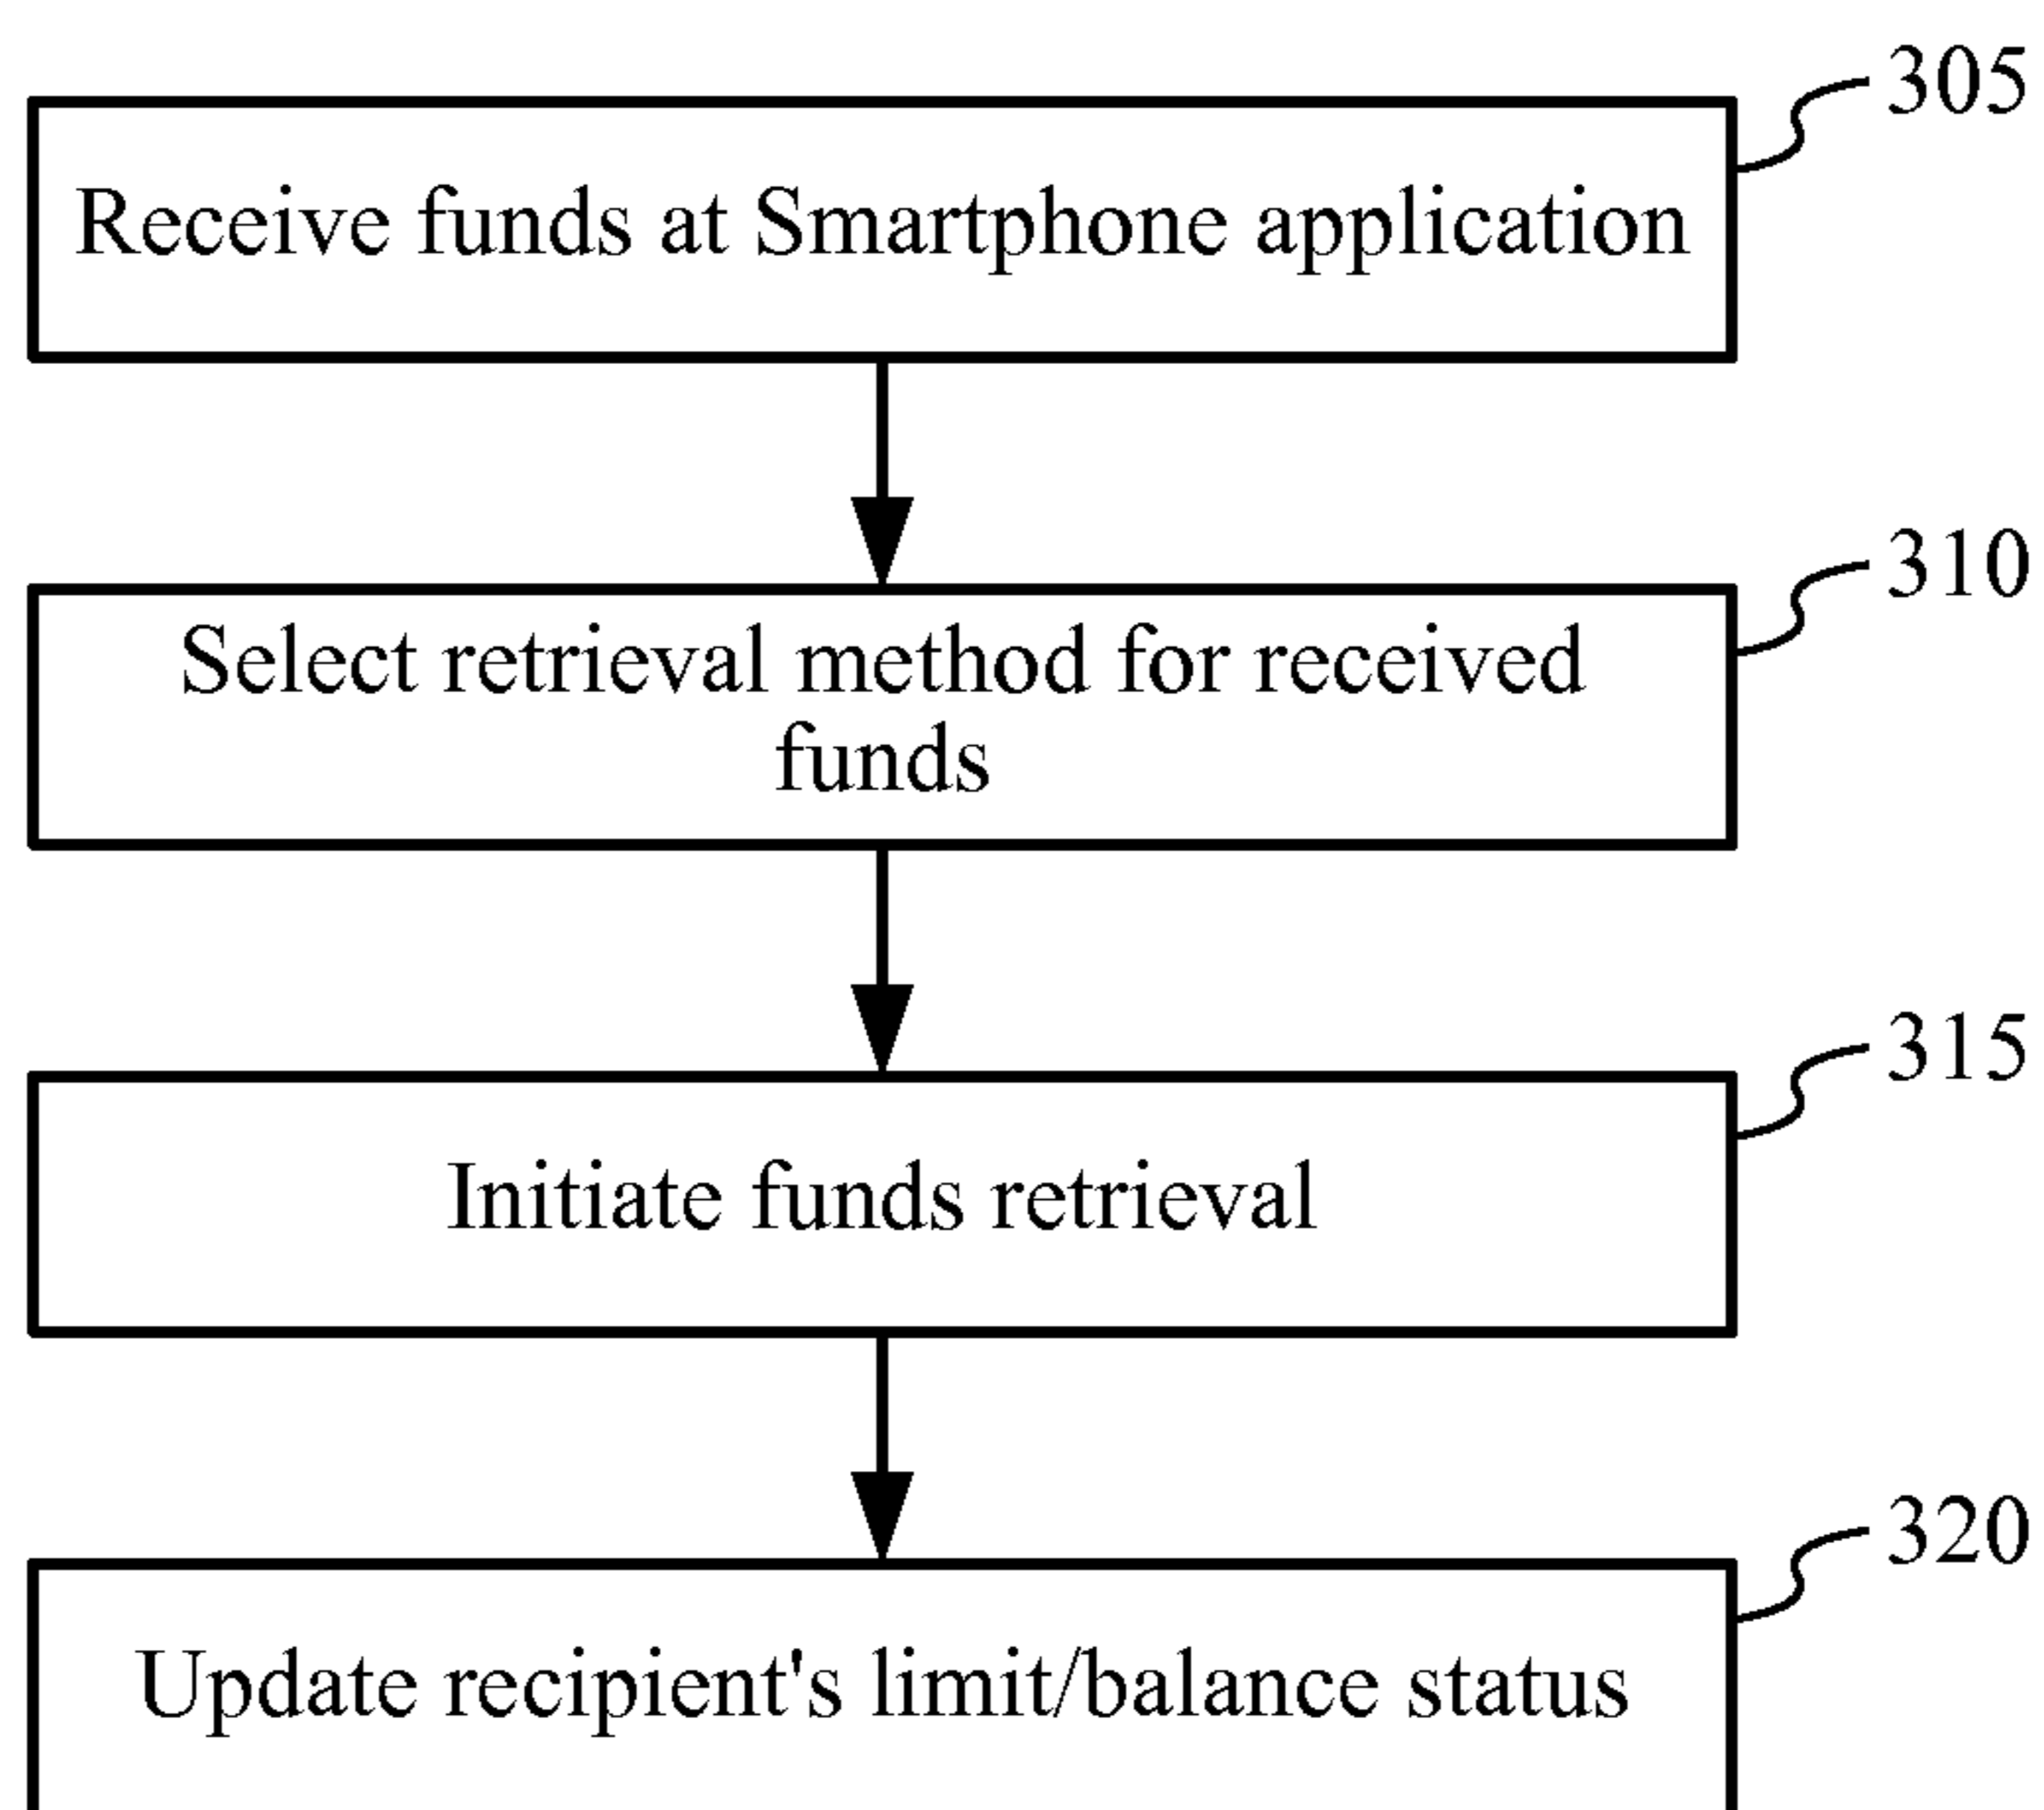 305
Receive funds at Smartphone application
310
Select retrieval method for received
funds
315
Initiate funds retrieval
320
Update recipient's limit/balance status